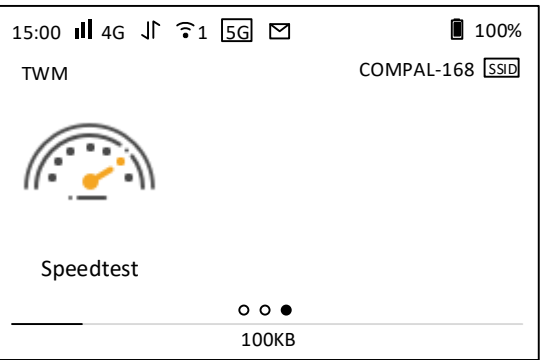 15:00 4G 1 5G 100%
TWM COMPAL-168 SSID
Speedtest
100KB